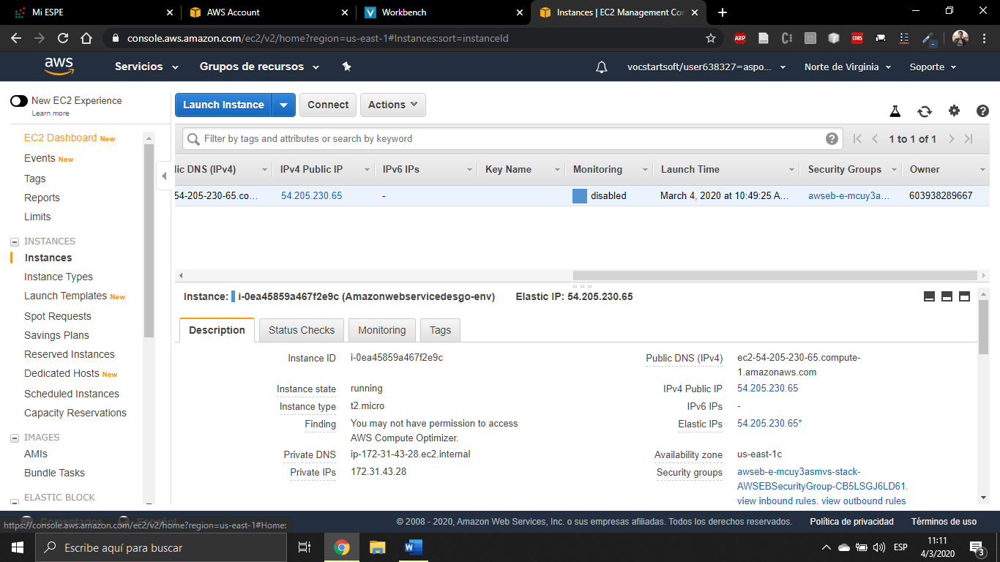 Mi ESPE
AWS Account
Workbench
Instances | EC2 Management Con
console.aws.amazon.com/ec2/v2/home?region=us-east-1#Instances:sort=instanceId
ABP
CORS
aws
Servicios
Grupos de recursos
vocstartsoft/user638327=aspo...
Norte de Virginia
Soporte
New EC2 Experience
Learn more
Launch Instance
Connect
Actions
Filter by tags and attributes or search by keyword
1 to 1 of 1
lic DNS (IPv4) IPv4 Public IP IPv6 IPs Key Name Monitoring Launch Time Security Groups Owner
54-205-230-65.co... 54.205.230.65 - disabled March 4, 2020 at 10:49:25 A... awseb-e-mcuy3a... 603938289667
EC2 Dashboard New
Events New
Tags
Reports
Limits
INSTANCES
Instances
Instance Types
Launch Templates New
Spot Requests
Savings Plans
Reserved Instances
Dedicated Hosts New
Scheduled Instances
Capacity Reservations
IMAGES
AMIs
Bundle Tasks
ELASTIC BLOCK
Instance: i-0ea45859a467f2e9c (Amazonwebservicedesgo-env) Elastic IP: 54.205.230.65
Description Status Checks Monitoring Tags
Instance ID i-0ea45859a467f2e9c
Instance state running
Instance type t2.micro
Finding You may not have permission to access
AWS Compute Optimizer.
Private DNS ip-172-31-43-28.ec2.internal
Private IPs 172.31.43.28
Public DNS (IPv4) ec2-54-205-230-65.compute-
1.amazonaws.com
IPv4 Public IP 54.205.230.65
IPv6 IPs -
Elastic IPs 54.205.230.65*
Availability zone us-east-1c
Security groups awseb-e-mcuy3asmvs-stack-
AWSEBSecurityGroup-CB5LSGJ6LD61.
view inbound rules. view outbound rules
Comentarios Español
https://console.aws.amazon.com/ec2/v2/home?region=us-east-1#Home:
© 2008 - 2020, Amazon Web Services, Inc. o sus empresas afiliadas. Todos los derechos reservados. Política de privacidad Términos de uso
Escribe aquí para buscar
ESP
11:11
4/3/2020
3